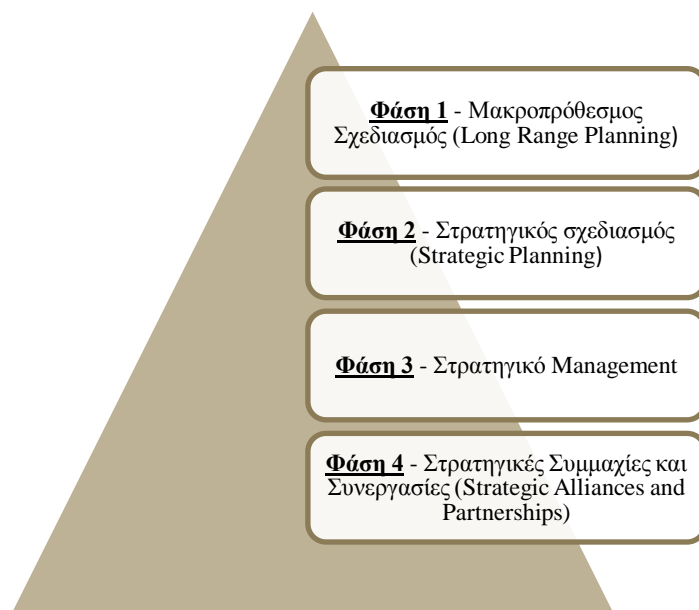 Φάση 1 - Μακροπρόθεσμος
Σχεδιασμός (Long Range Planning)
Φάση 2 - Στρατηγικός σχεδιασμός
(Strategic Planning)
Φάση 3 - Στρατηγικό Management
Φάση 4 - Στρατηγικές Συμμαχίες και
Συνεργασίες (Strategic Alliances and
Partnerships)